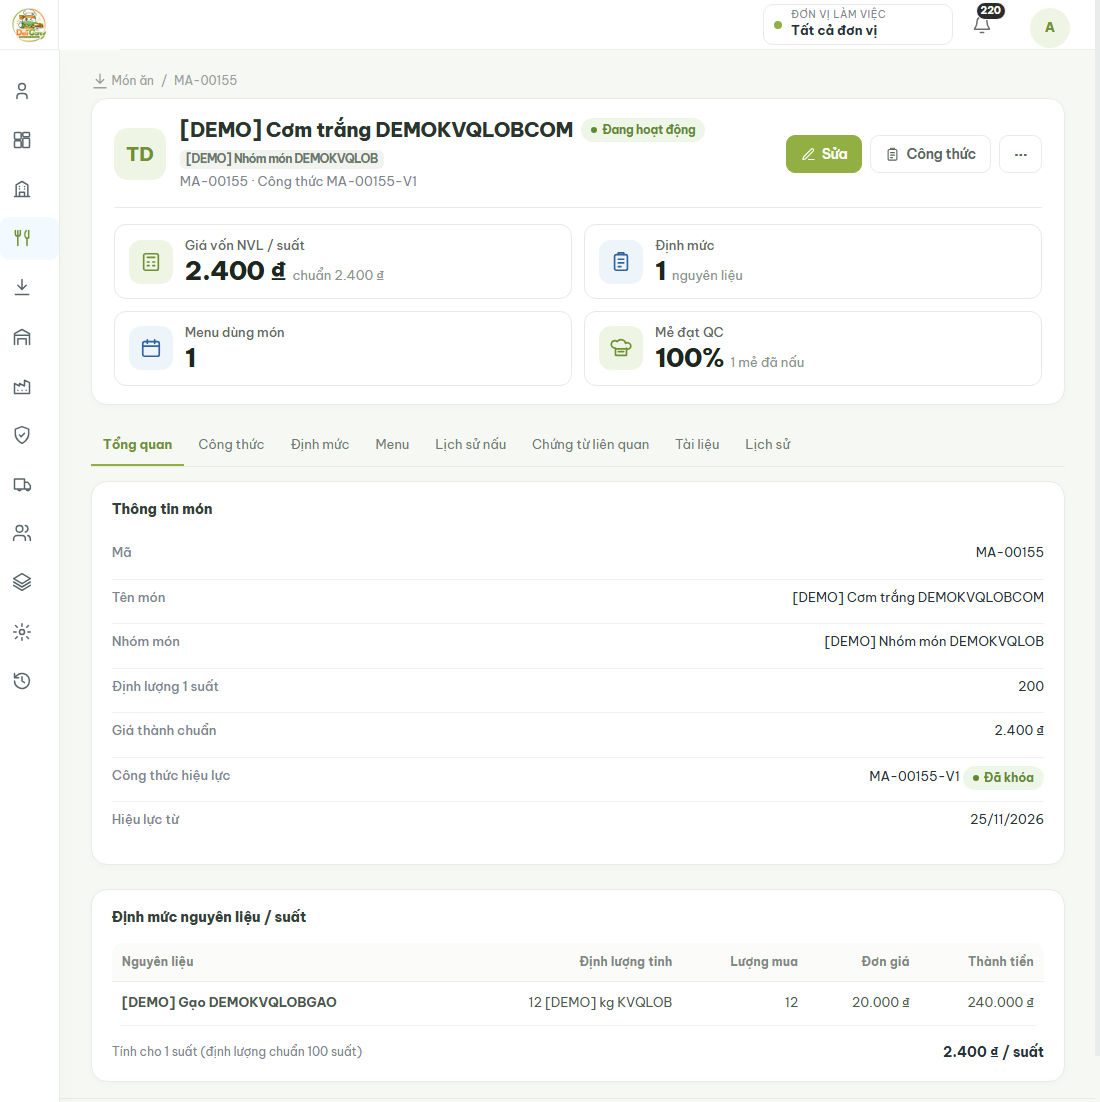 ĐƠN VỊ LÀM VIỆC
Tất cả đơn vị
220
A
Món ăn / MA-00155
TD
[DEMO] Cơm trắng DEMOKVQLOBCOM
Đang hoạt động
[DEMO] Nhóm món DEMOKVQLOB
MA-00155 · Công thức MA-00155-V1
Sửa
Công thức
...
Giá vốn NVL / suất
2.400 ₫ chuẩn 2.400 ₫
Định mức
1 nguyên liệu
Menu dùng món
1
Mẻ đạt QC
100% 1 mẻ đã nấu
Tổng quan
Công thức
Định mức
Menu
Lịch sử nấu
Chứng từ liên quan
Tài liệu
Lịch sử
Thông tin món
Mã MA-00155
Tên món [DEMO] Cơm trắng DEMOKVQLOBCOM
Nhóm món [DEMO] Nhóm món DEMOKVQLOB
Định lượng 1 suất 200
Giá thành chuẩn 2.400 ₫
Công thức hiệu lực MA-00155-V1 Đã khóa
Hiệu lực từ 25/11/2026
Định mức nguyên liệu / suất
Nguyên liệu Định lượng tinh Lượng mua Đơn giá Thành tiền
[DEMO] Gạo DEMOKVQLOBGAO 12 [DEMO] kg KVQLOB 12 20.000 ₫ 240.000 ₫
Tính cho 1 suất (định lượng chuẩn 100 suất) 2.400 ₫ / suất